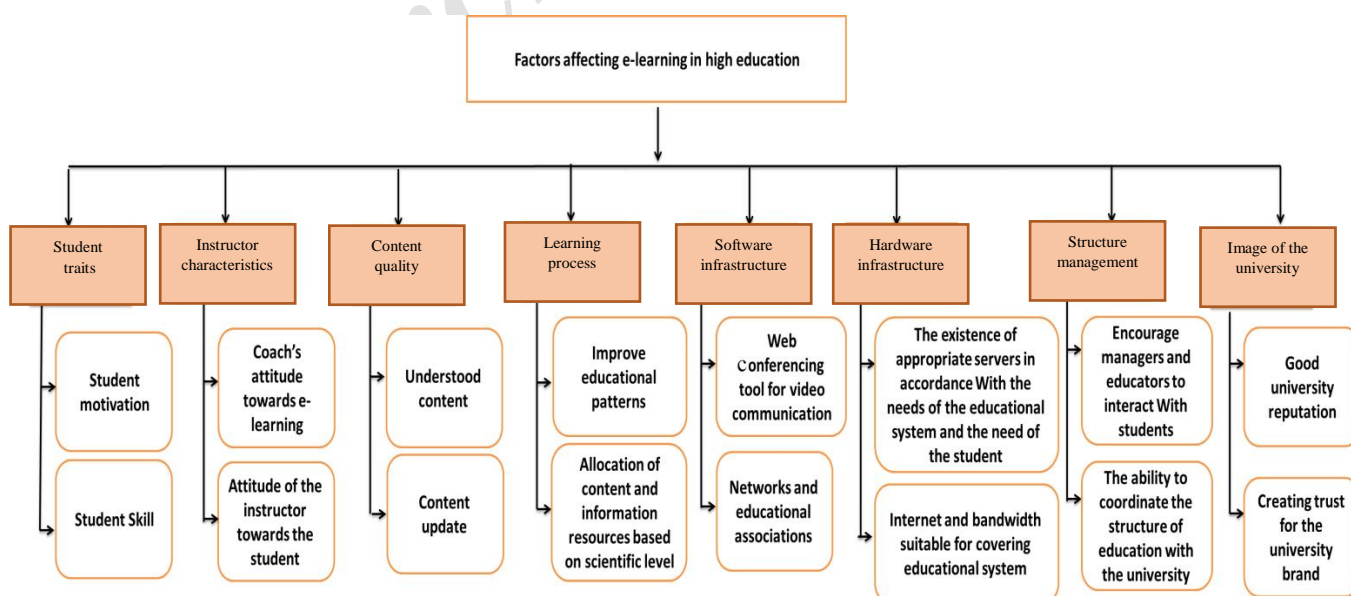 Factors affecting e-learning in high education
Student
traits
Instructor
characteristics
Content
quality
Learning
process
Software
infrastructure
Hardware
infrastructure
Structure
management
Image of the
university
Student
motivation
Student Skill
Coach's
attitude
towards e-
learning
Attitude of the
instructor
towards the
student
Understood
content
Content
update
Improve
educational
patterns
Allocation of
content and
information
resources based
on scientific level
Web
Conferencing
tool for video
communication
Networks and
educational
associations
The existence of
appropriate servers in
accordance With the
needs of the educational
system and the need of
the student
Internet and bandwidth
suitable for covering
educational system
Encourage
managers and
educators to
interact With
students
The ability to
coordinate the
structure of
education with
the university
Good
university
reputation
Creating trust
for the
university
brand